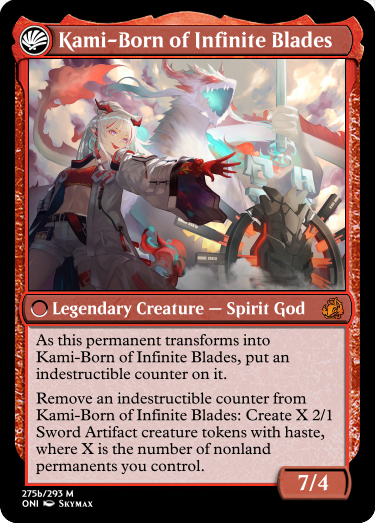 Kami-Born of Infinite Blades
Legendary Creature — Spirit God
As this permanent transforms into
Kami-Born of Infinite Blades, put an
indestructible counter on it.
Remove an indestructible counter from
Kami-Born of Infinite Blades: Create X 2/1
Sword Artifact creature tokens with haste,
where X is the number of nonland
permanents you control.
7/4
275b/293 M
ONI SKYMAX